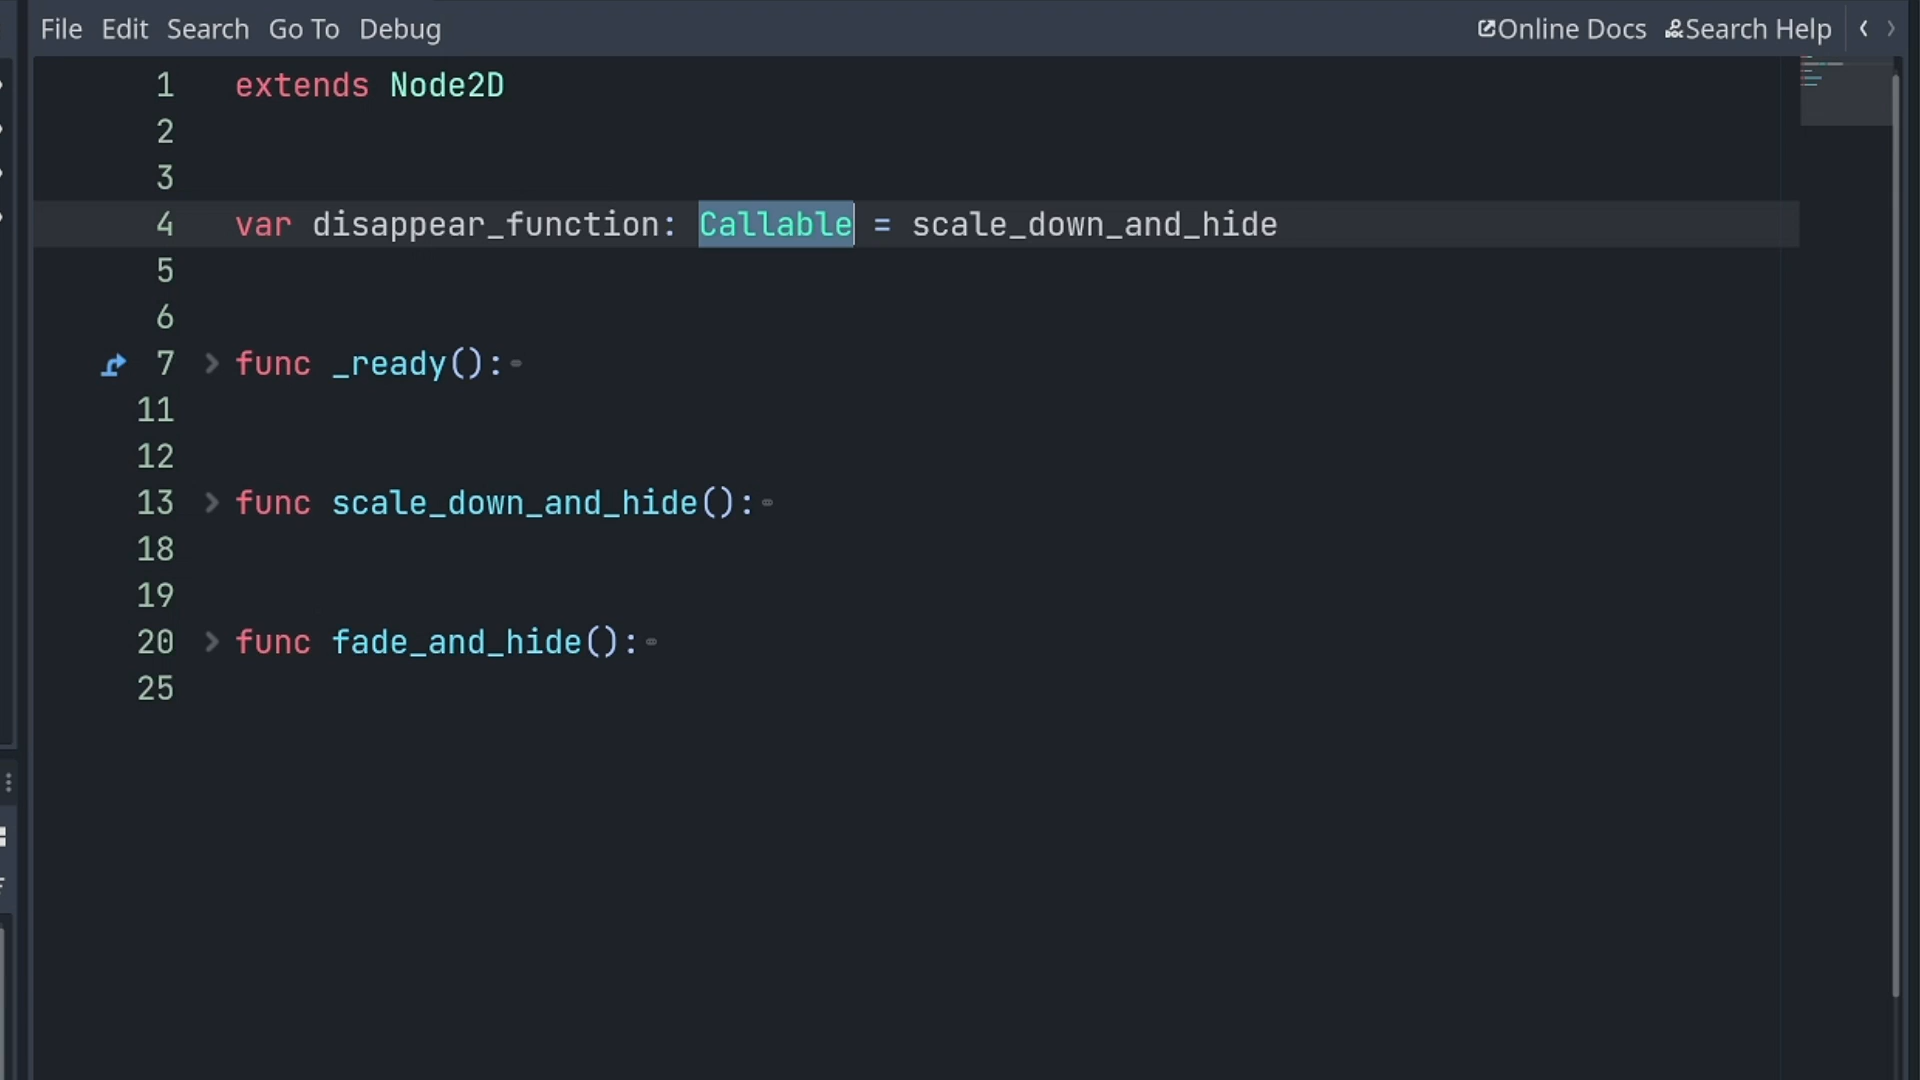 File Edit Search Go To Debug Online Docs Search Help
1 extends Node2D
2
3
4 var disappear_function: Callable = scale_down_and_hide
5
6
7 func _ready():
11
12
13 func scale_down_and_hide():
18
19
20 func fade_and_hide():
25